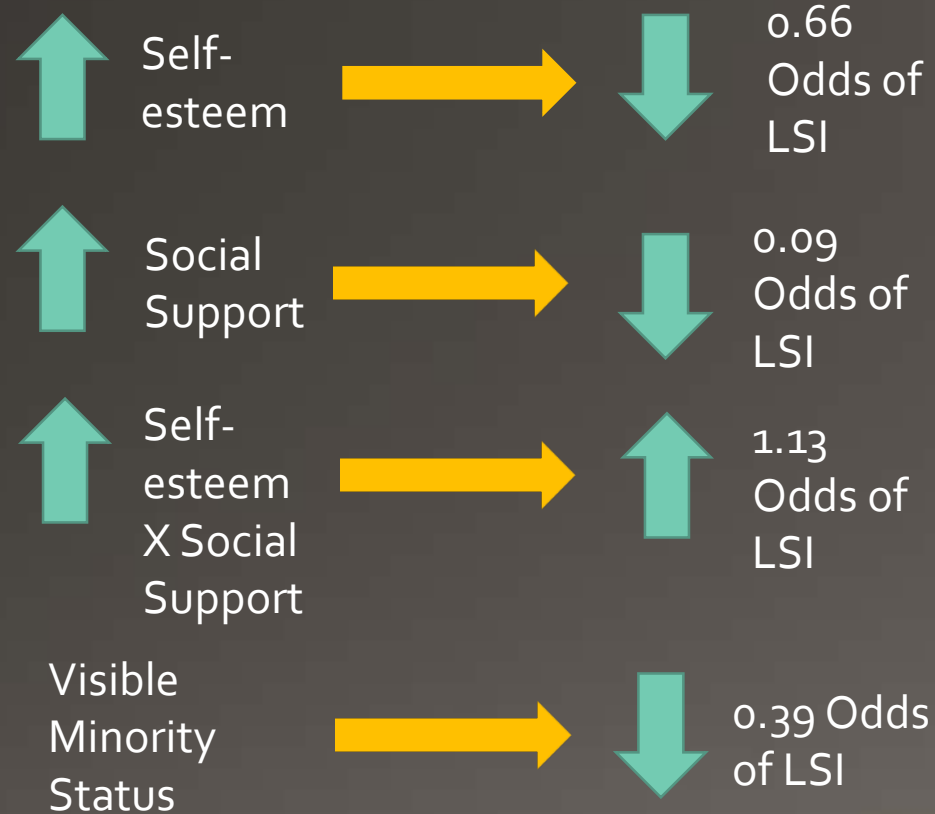 Self-
esteem
0.66
Odds of
LSI
Social
Support
0.09
Odds of
LSI
Self-
esteem
X Social
Support
1.13
Odds of
LSI
Visible
Minority
Status
0.39 Odds
of LSI